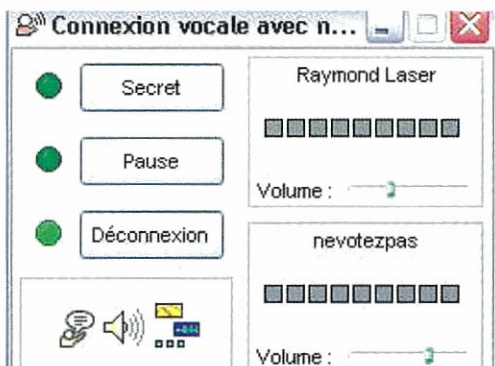 Connexion vocale avec n...
Secret
Pause
Déconnexion
Raymond Laser
Volume :
nevotezpas
Volume :